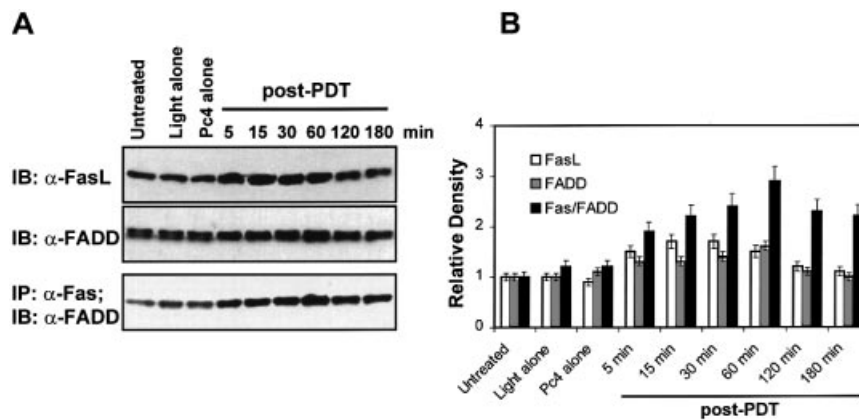 A
Untreated
Light alone
Pc4 alone
post-PDT
5 15 30 60 120 180 min
IB: α-FasL
IB: α-FADD
IP: α-Fas;
IB: α-FADD
B
Relative Density
4
3
2
1
0
FasL
FADD
Fas/FADD
Untreated
Light alone
Pc4 alone
5 min
15 min
30 min
60 min
120 min
180 min
post-PDT